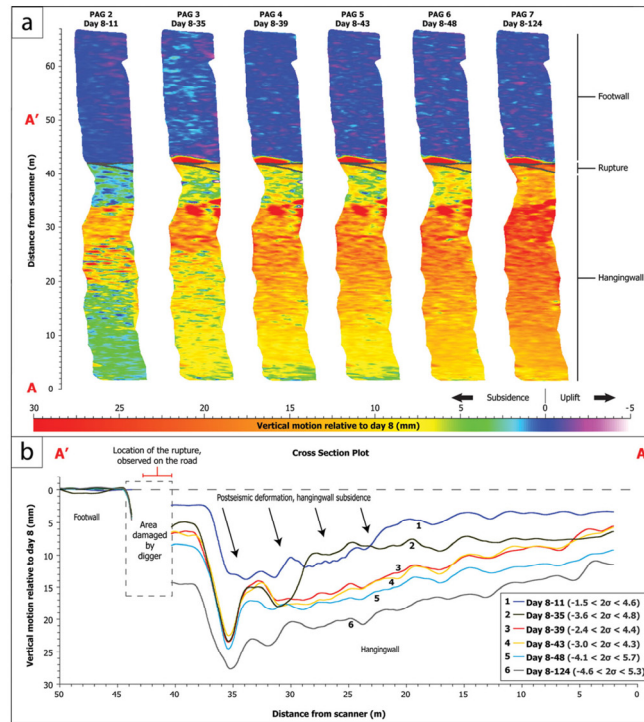 a
PAG 2
Day 8-11
PAG 3
Day 8-35
PAG 4
Day 8-39
PAG 5
Day 8-43
PAG 6
Day 8-48
PAG 7
Day 8-124
60
50
40
30
20
10
0
Distance from scanner (m)
A'
A
Footwall
Rupture
Hangingwall
Subsidence
Uplift
Vertical motion relative to day 8 (mm)
30
25
20
15
10
5
0
-5
b
A'
Location of the rupture,
observed on the road
Cross Section Plot
A
Postseismic deformation, hangingwall subsidence
Footwall
Area
damaged
by
digger
Hangingwall
1
2
3
4
5
6
0
5
10
15
20
25
30
Vertical motion relative to day 8 (mm)
1 Day 8-11 (-1.5 < 2σ < 4.6)
2 Day 8-35 (-3.6 < 2σ < 4.8)
3 Day 8-39 (-2.4 < 2σ < 4.4)
4 Day 8-43 (-3.0 < 2σ < 4.3)
5 Day 8-48 (-4.1 < 2σ < 5.7)
6 Day 8-124 (-4.6 < 2σ < 5.3)
50
45
40
35
30
25
20
15
10
5
0
Distance from scanner (m)